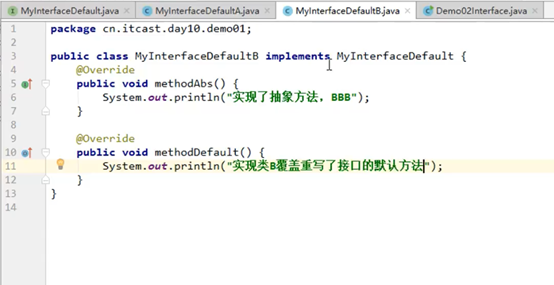 MyInterfaceDefault.java
MyInterfaceDefaultA.java
MyInterfaceDefaultB.java
Demo02Interface.java
1 package cn.itcast.day10.demo01;
2
3 public class MyInterfaceDefaultB implements MyInterfaceDefault {
4 @Override
5 public void methodAbs() {
6 System.out.println("实现了抽象方法，BBB");
7 }
8
9 @Override
10 public void methodDefault() {
11 System.out.println("实现类B覆盖重写了接口的默认方法");
12 }
13 }
14